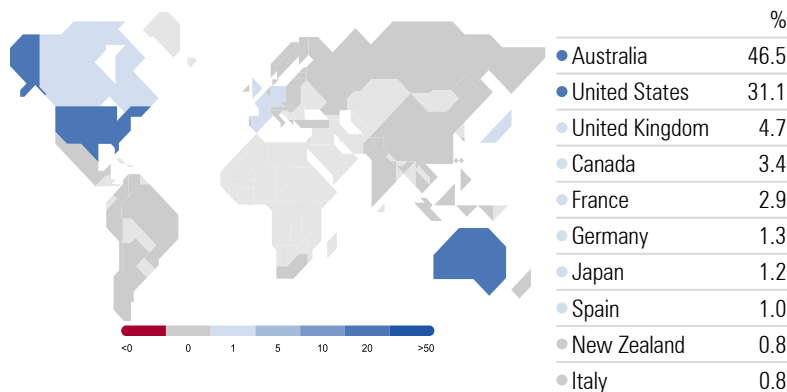 %
Australia 46.5
United States 31.1
United Kingdom 4.7
Canada 3.4
France 2.9
Germany 1.3
Japan 1.2
Spain 1.0
New Zealand 0.8
Italy 0.8
<0 0 1 5 10 20 >50